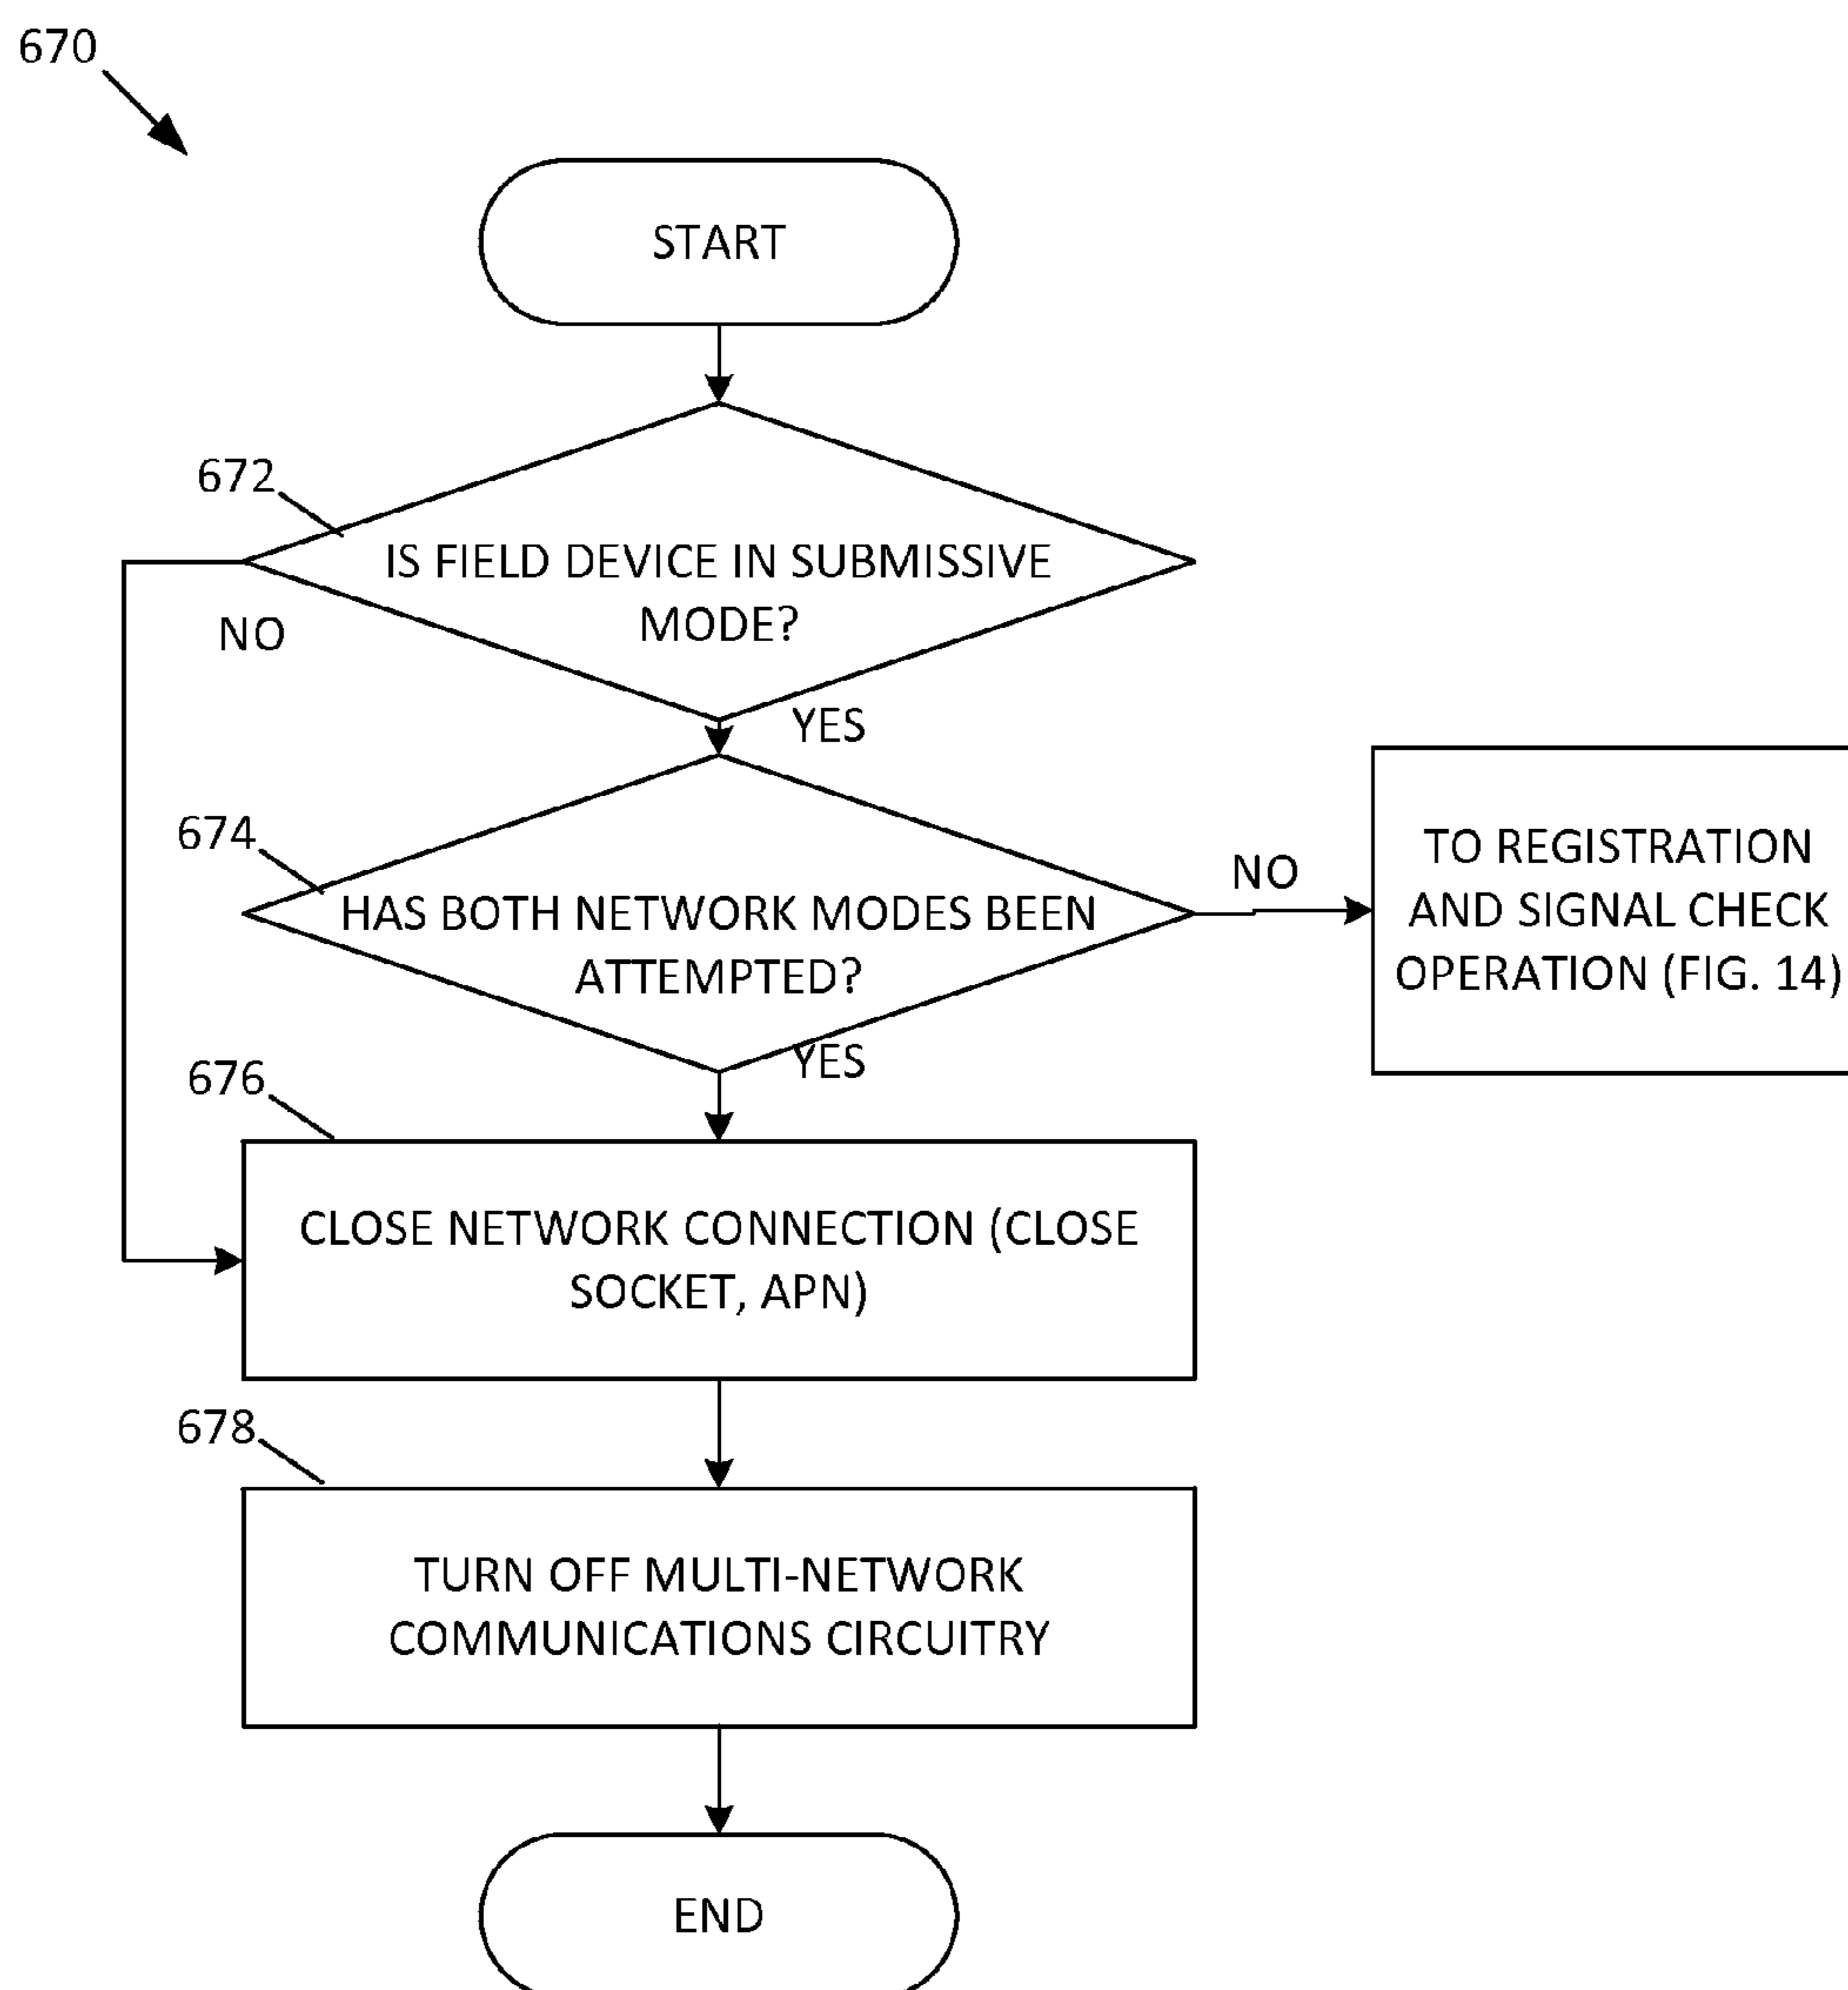 670
START
672
IS FIELD DEVICE IN SUBMISSIVE
MODE?
NO
YES
674
HAS BOTH NETWORK MODES BEEN
ATTEMPTED?
NO
TO REGISTRATION
AND SIGNAL CHECK
OPERATION (FIG. 14)
YES
676
CLOSE NETWORK CONNECTION (CLOSE
SOCKET, APN)
678
TURN OFF MULTI-NETWORK
COMMUNICATIONS CIRCUITRY
END